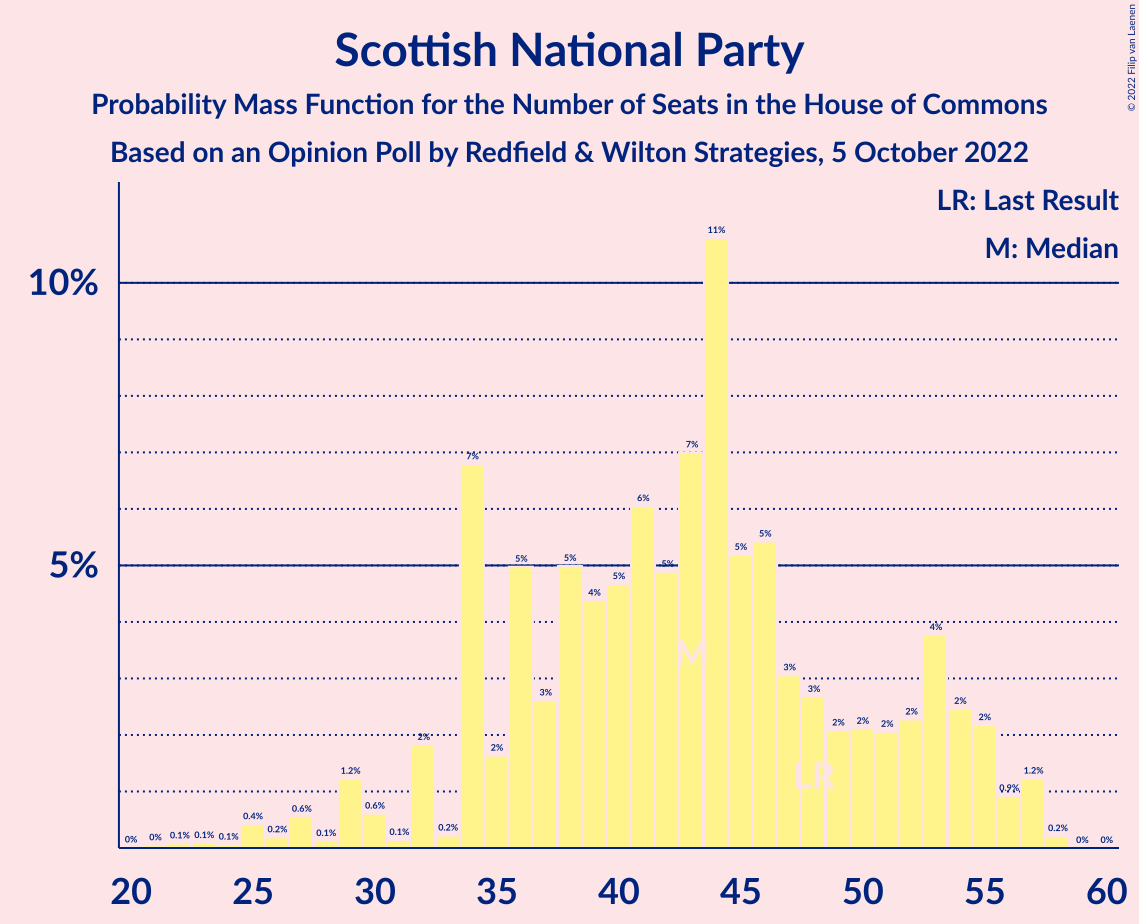 © 2022 Filip van Laenen
Scottish National Party
Probability Mass Function for the Number of Seats in the House of Commons
Based on an Opinion Poll by Redfield & Wilton Strategies, 5 October 2022
LR: Last Result
M: Median
10%
5%
0% 0% 0.1% 0.1% 0.1% 0.4% 0.2% 0.6% 0.1% 1.2% 0.6% 0.1% 2% 0.2% 7% 2% 5% 3% 5% 4% 5% 6% 5% 7% 11% 5% 5% 3% 3% 2% 2% 2% 2% 4% 2% 2% 0.9% 1.2% 0.2% 0% 0%
M
LR
20 25 30 35 40 45 50 55 60